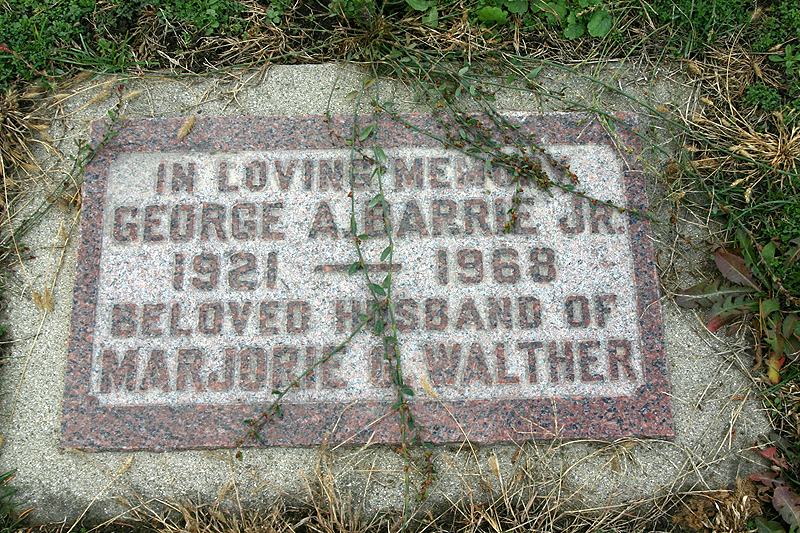 IN LOVING MEMORY
GEORGE A. BARRIE JR.
1921 — 1968
BELOVED HUSBAND OF
MARJORIE WALTHER